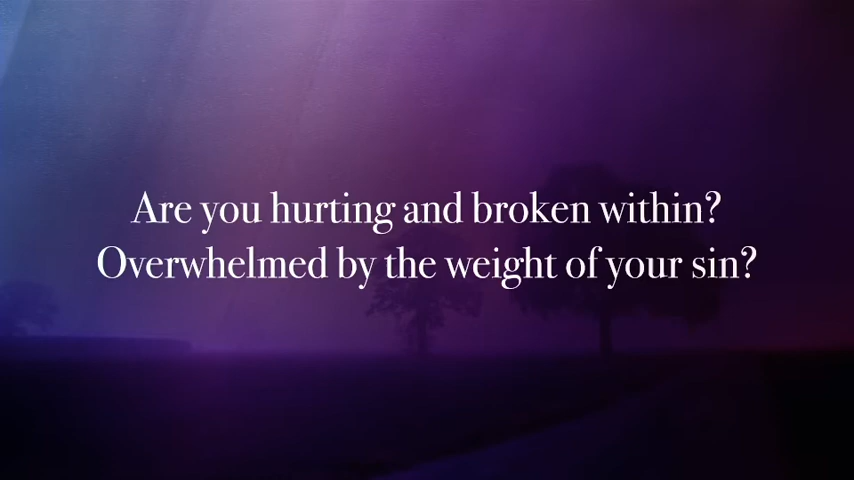 Are you hurting and broken within?
Overwhelmed by the weight of your sin?